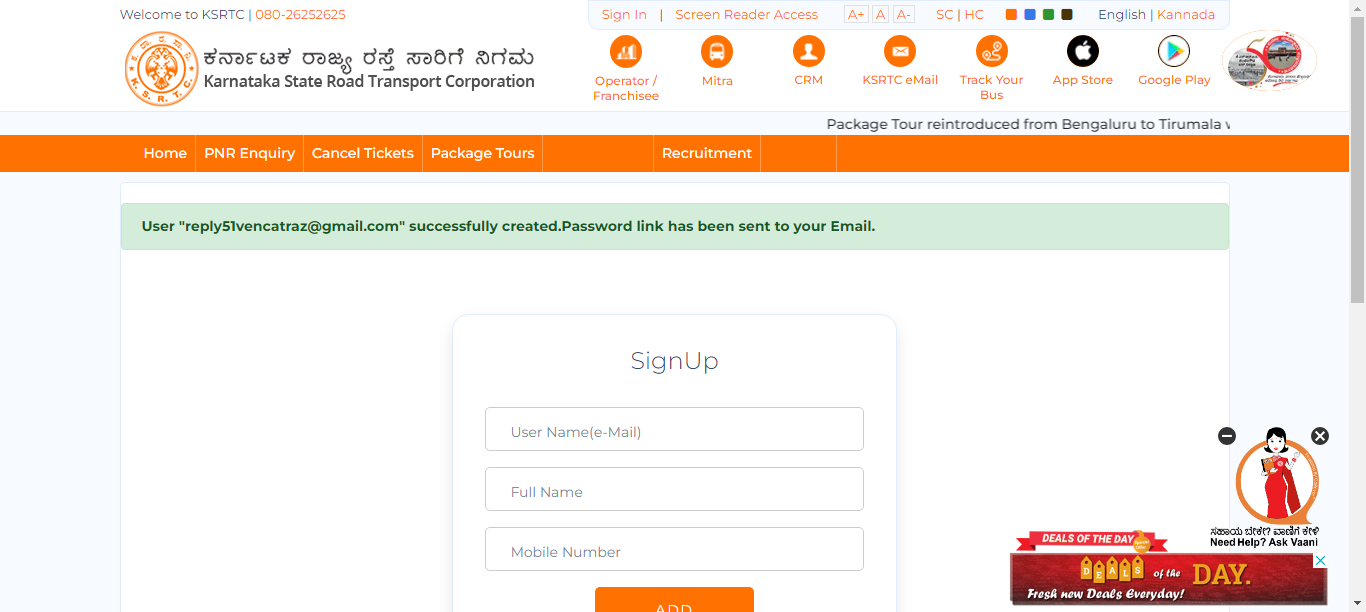 Welcome to KSRTC | 080-26252625
Sign In | Screen Reader Access A+ A A- SC | HC English | Kannada
ಕರ್ನಾಟಕ ರಾಜ್ಯ ರಸ್ತೆ ಸಾರಿಗೆ ನಿಗಮ
Karnataka State Road Transport Corporation
K.S.R.T.C.
Operator /
Franchisee
Mitra
CRM
KSRTC eMail
Track Your
Bus
App Store
Google Play
Package Tour reintroduced from Bengaluru to Tirumala
Home PNR Enquiry Cancel Tickets Package Tours Recruitment
User "reply51vencatraz@gmail.com" successfully created.Password link has been sent to your Email.
SignUp
User Name(e-Mail)
Full Name
Mobile Number
ADD
ಸಹಾಯ ಬೇಕೇ? ವಾಣಿಗೆ ಕೇಳಿ
Need Help? Ask Vaani
DEALS OF THE DAY
DEALS of the DAY.
Fresh new Deals Everyday!